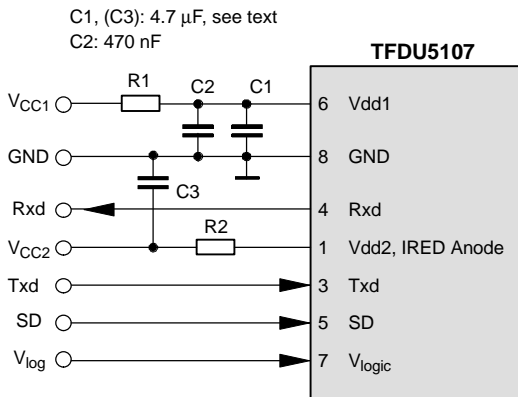 C1, (C3): 4.7 μF, see text
C2: 470 nF
TFDU5107
R1
C2
C1
VCC1
6
Vdd1
GND
8
GND
C3
Rxd
4
Rxd
R2
VCC2
1
Vdd2, IRED Anode
Txd
3
Txd
SD
5
SD
Vlog
7
Vlogic